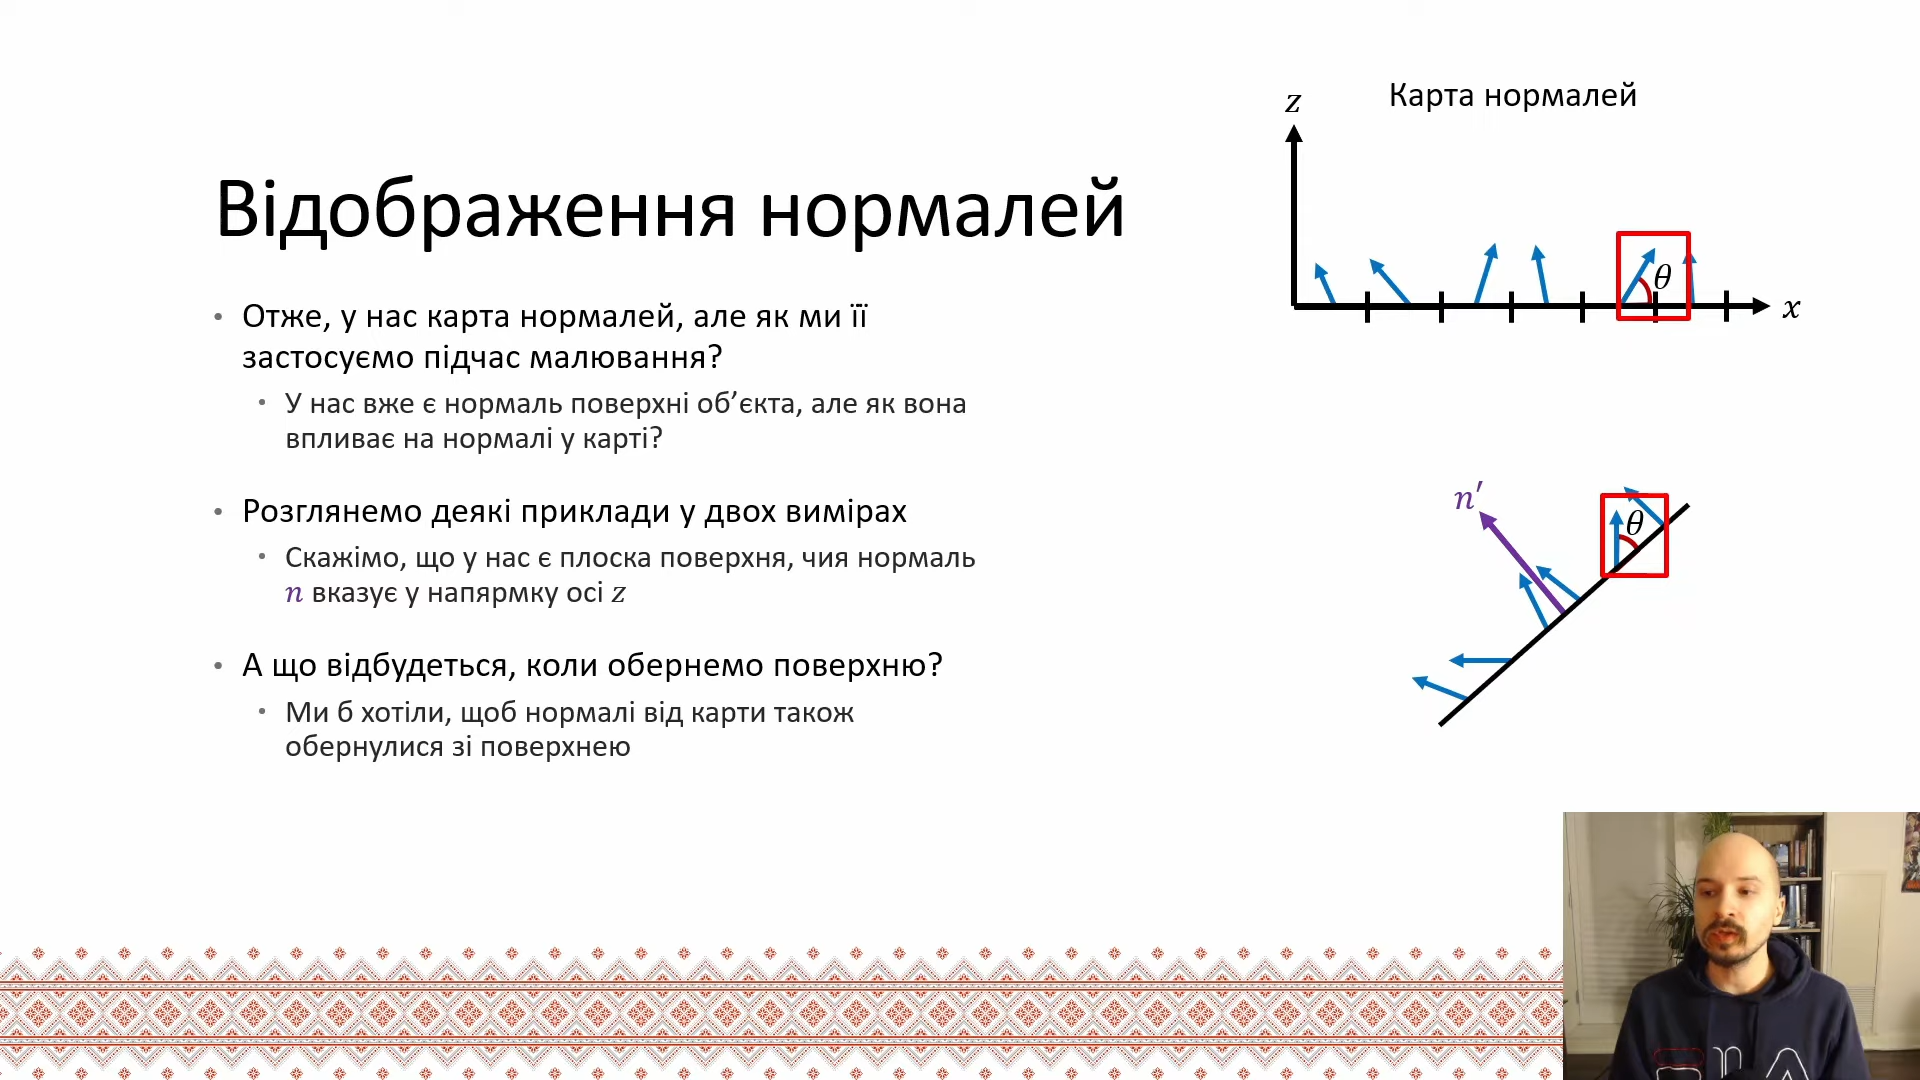 Карта нормалей
z
x
θ
Відображення нормалей
• Отже, у нас карта нормалей, але як ми її
застосуємо підчас малювання?
• У нас вже є нормаль поверхні об’єкта, але як вона
впливає на нормалі у карті?
• Розглянемо деякі приклади у двох вимірах
• Скажімо, що у нас є плоска поверхня, чия нормаль
n вказує у напярмку осі z
• А що відбудеться, коли обернемо поверхню?
• Ми б хотіли, щоб нормалі від карти також
обернулися зі поверхнею
n′
θ